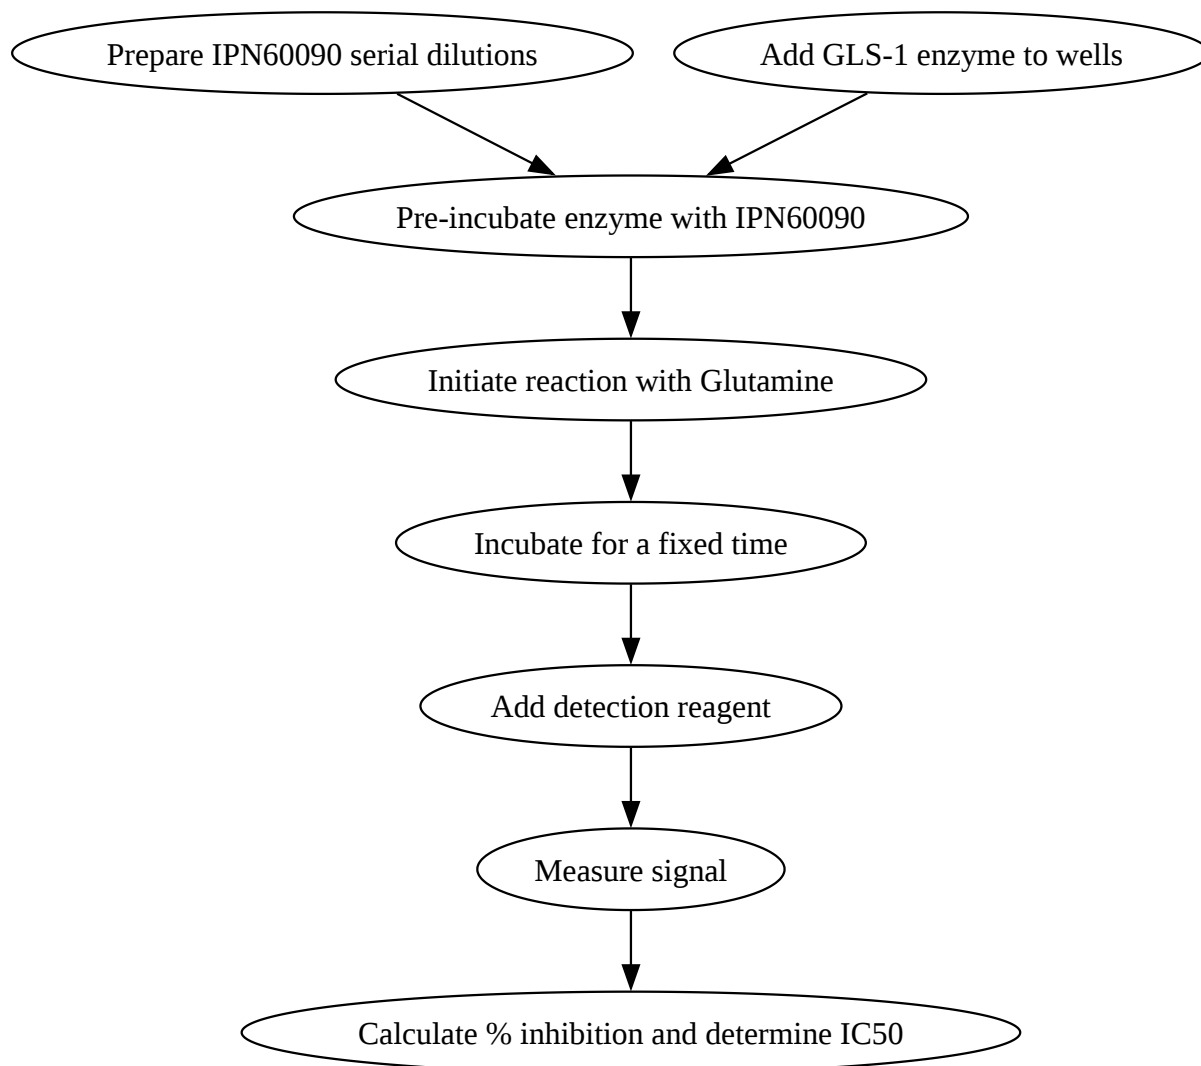 Prepare IPN60090 serial dilutions
Add GLS-1 enzyme to wells
Pre-incubate enzyme with IPN60090
Initiate reaction with Glutamine
Incubate for a fixed time
Add detection reagent
Measure signal
Calculate % inhibition and determine IC50